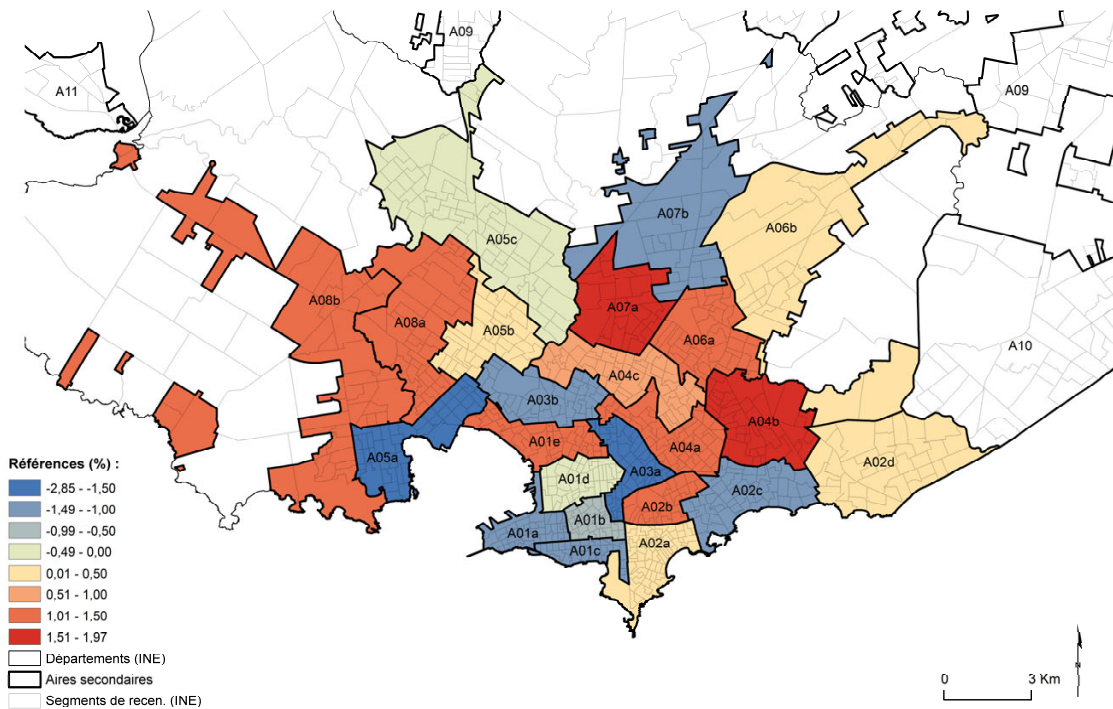 A09
A11
A09
A07b
A06b
A05c
A08b
A07a
A08a
A05b
A06a
A10
A04c
A03b
A04b
A01e
A04a
A05a
A03a
A02d
A01d
A02c
A02b
A01b
A01a
A01c
A02a
Références (%) :
-2,85 - -1,50
-1,49 - -1,00
-0,99 - -0,50
-0,49 - 0,00
0,01 - 0,50
0,51 - 1,00
1,01 - 1,50
1,51 - 1,97
Départements (INE)
Aires secondaires
Segments de recen. (INE)
N
0 3 Km